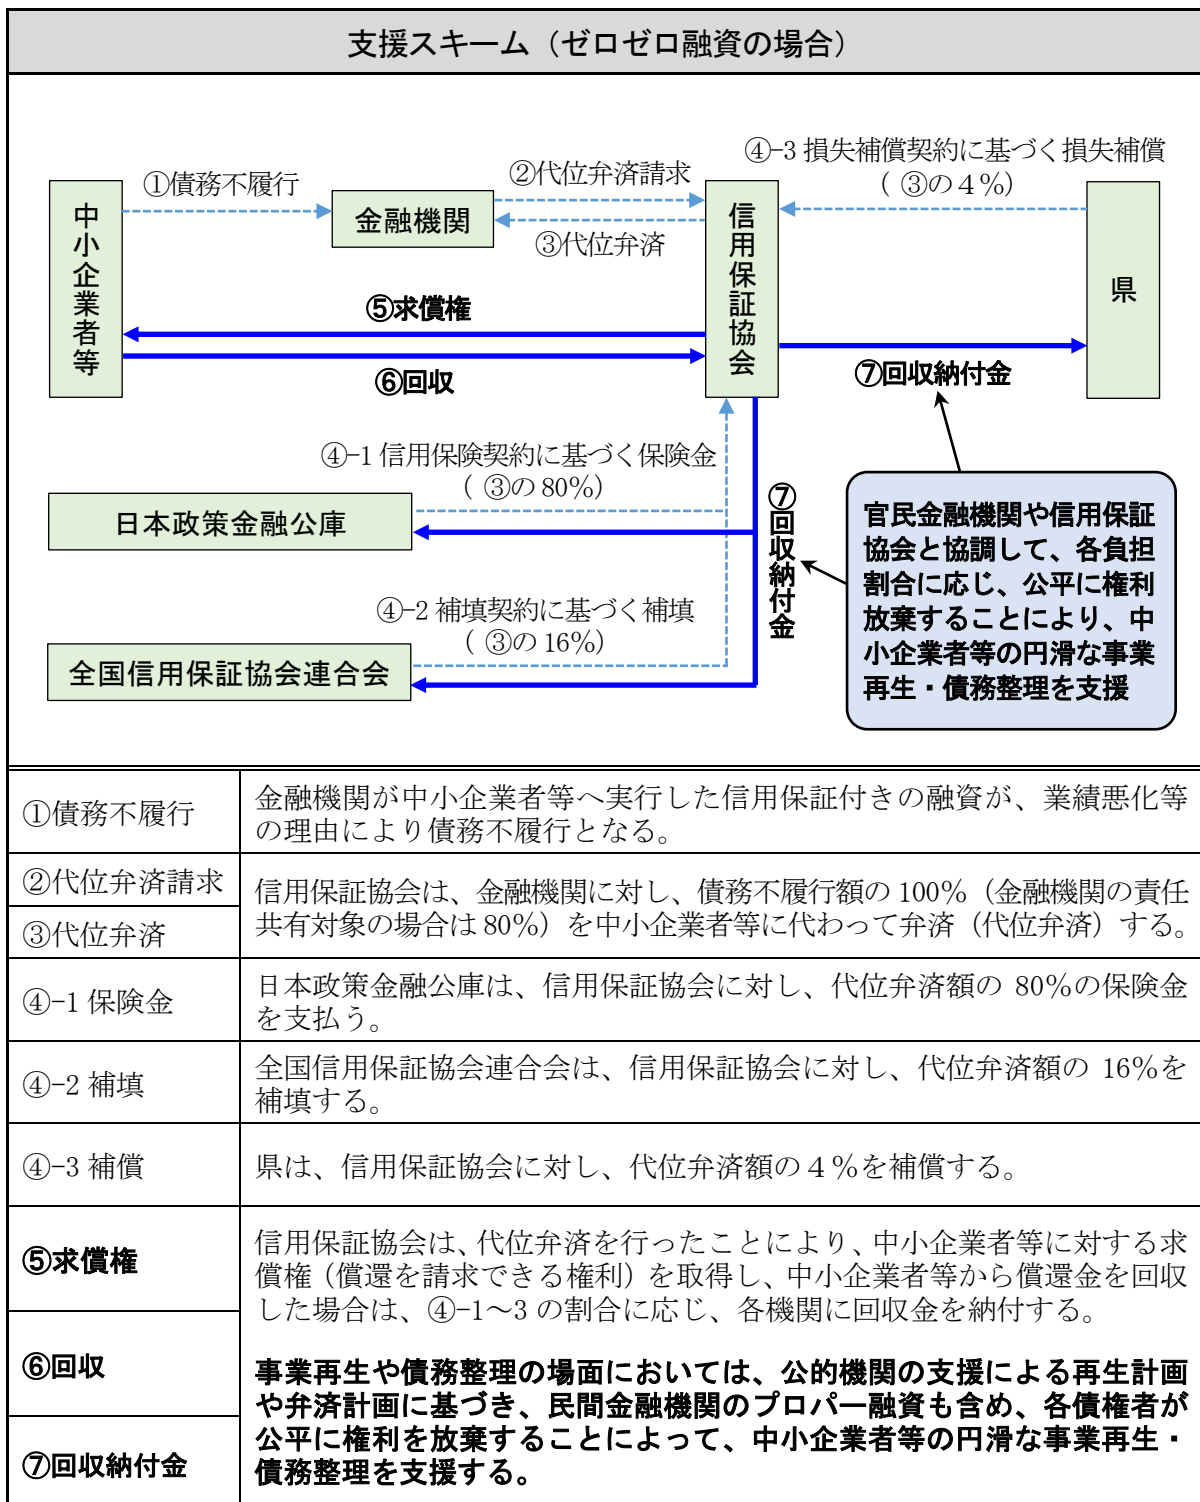 支援スキーム（ゼロゼロ融資の場合）
④-3 損失補償契約に基づく損失補償
（ ③の４％）
①債務不履行
②代位弁済請求
③代位弁済
中小企業者等
金融機関
信用保証協会
県
⑤求償権
⑥回収
⑦回収納付金
④-1 信用保険契約に基づく保険金
（ ③の 80％）
日本政策金融公庫
⑦回収納付金
④-2 補填契約に基づく補填
（ ③の 16％）
全国信用保証協会連合会
官民金融機関や信用保証
協会と協調して、各負担
割合に応じ、公平に権利
放棄することにより、中
小企業者等の円滑な事業
再生・債務整理を支援
①債務不履行
金融機関が中小企業者等へ実行した信用保証付きの融資が、業績悪化等
の理由により債務不履行となる。
②代位弁済請求
③代位弁済
信用保証協会は、金融機関に対し、債務不履行額の 100％（金融機関の責任
共有対象の場合は 80％）を中小企業者等に代わって弁済（代位弁済）する。
④-1 保険金
日本政策金融公庫は、信用保証協会に対し、代位弁済額の 80％の保険金
を支払う。
④-2 補填
全国信用保証協会連合会は、信用保証協会に対し、代位弁済額の 16％を
補填する。
④-3 補償
県は、信用保証協会に対し、代位弁済額の４％を補償する。
⑤求償権
⑥回収
⑦回収納付金
信用保証協会は、代位弁済を行ったことにより、中小企業者等に対する求
償権（償還を請求できる権利）を取得し、中小企業者等から償還金を回収
した場合は、④-1～3 の割合に応じ、各機関に回収金を納付する。
事業再生や債務整理の場面においては、公的機関の支援による再生計画
や弁済計画に基づき、民間金融機関のプロパー融資も含め、各債権者が
公平に権利を放棄することによって、中小企業者等の円滑な事業再生・
債務整理を支援する。